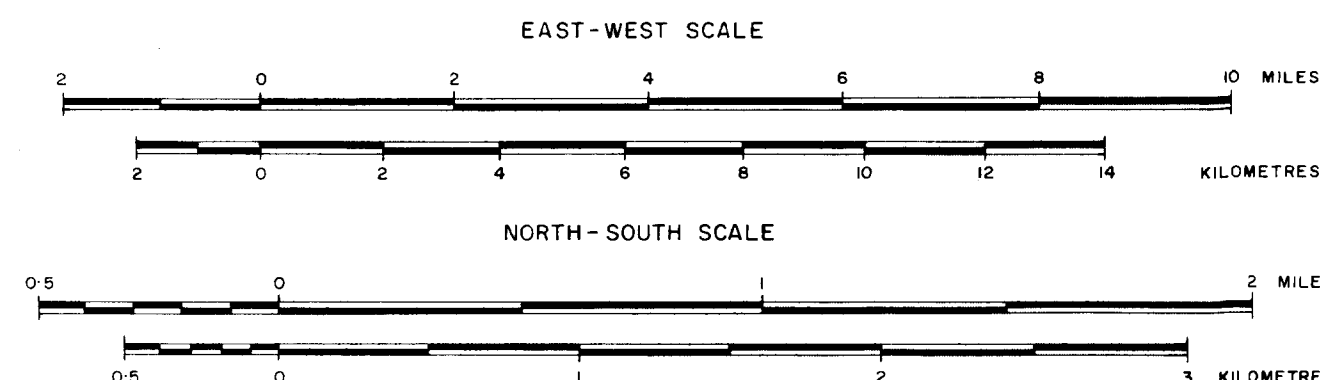 EAST-WEST SCALE
2 0 2 4 6 8 10 MILES
2 0 2 4 6 8 10 12 14 KILOMETRES
NORTH-SOUTH SCALE
0·5 0 1 2 MILE
0·5 0 1 2 3 KILOMETRE